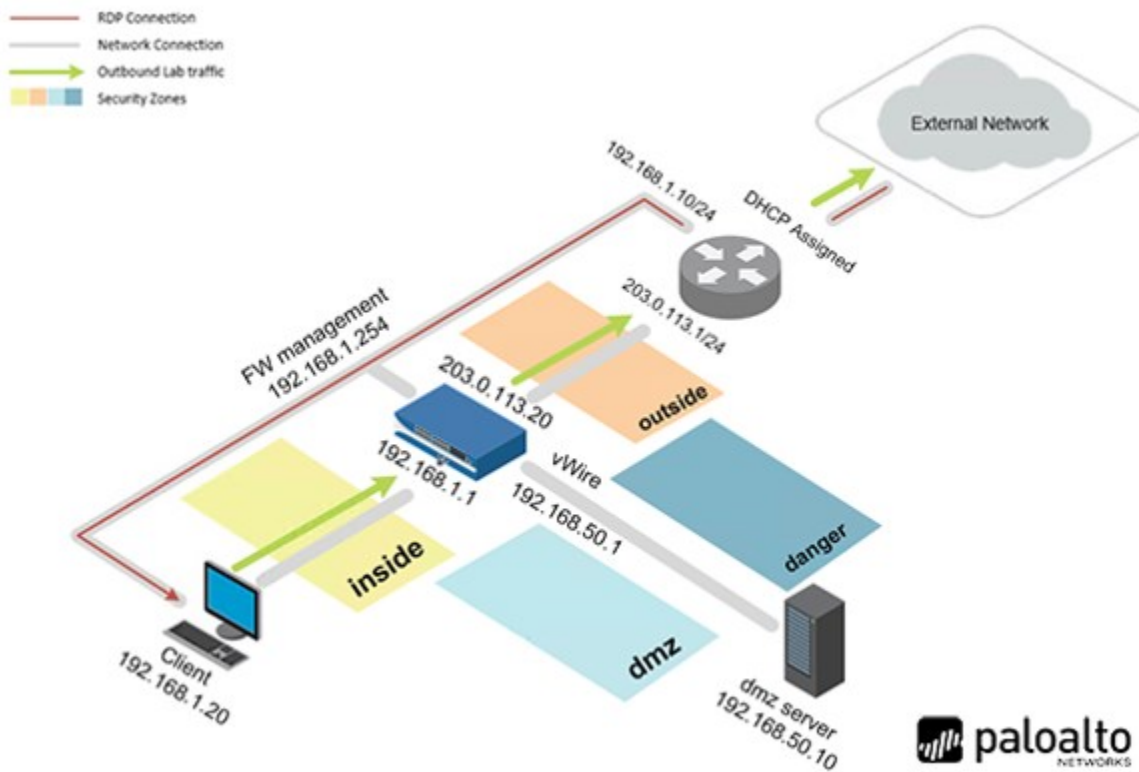 RDP Connection
Network Connection
Outbound Lab traffic
Security Zones
External Network
192.168.1.10/24
DHCP Assigned
203.0.113.1/24
FW management
192.168.1.254
203.0.113.20
outside
192.168.1.1
vWire
192.168.50.1
danger
inside
dmz
Client
192.168.1.20
dmz server
192.168.50.10
paloalto
NETWORKS